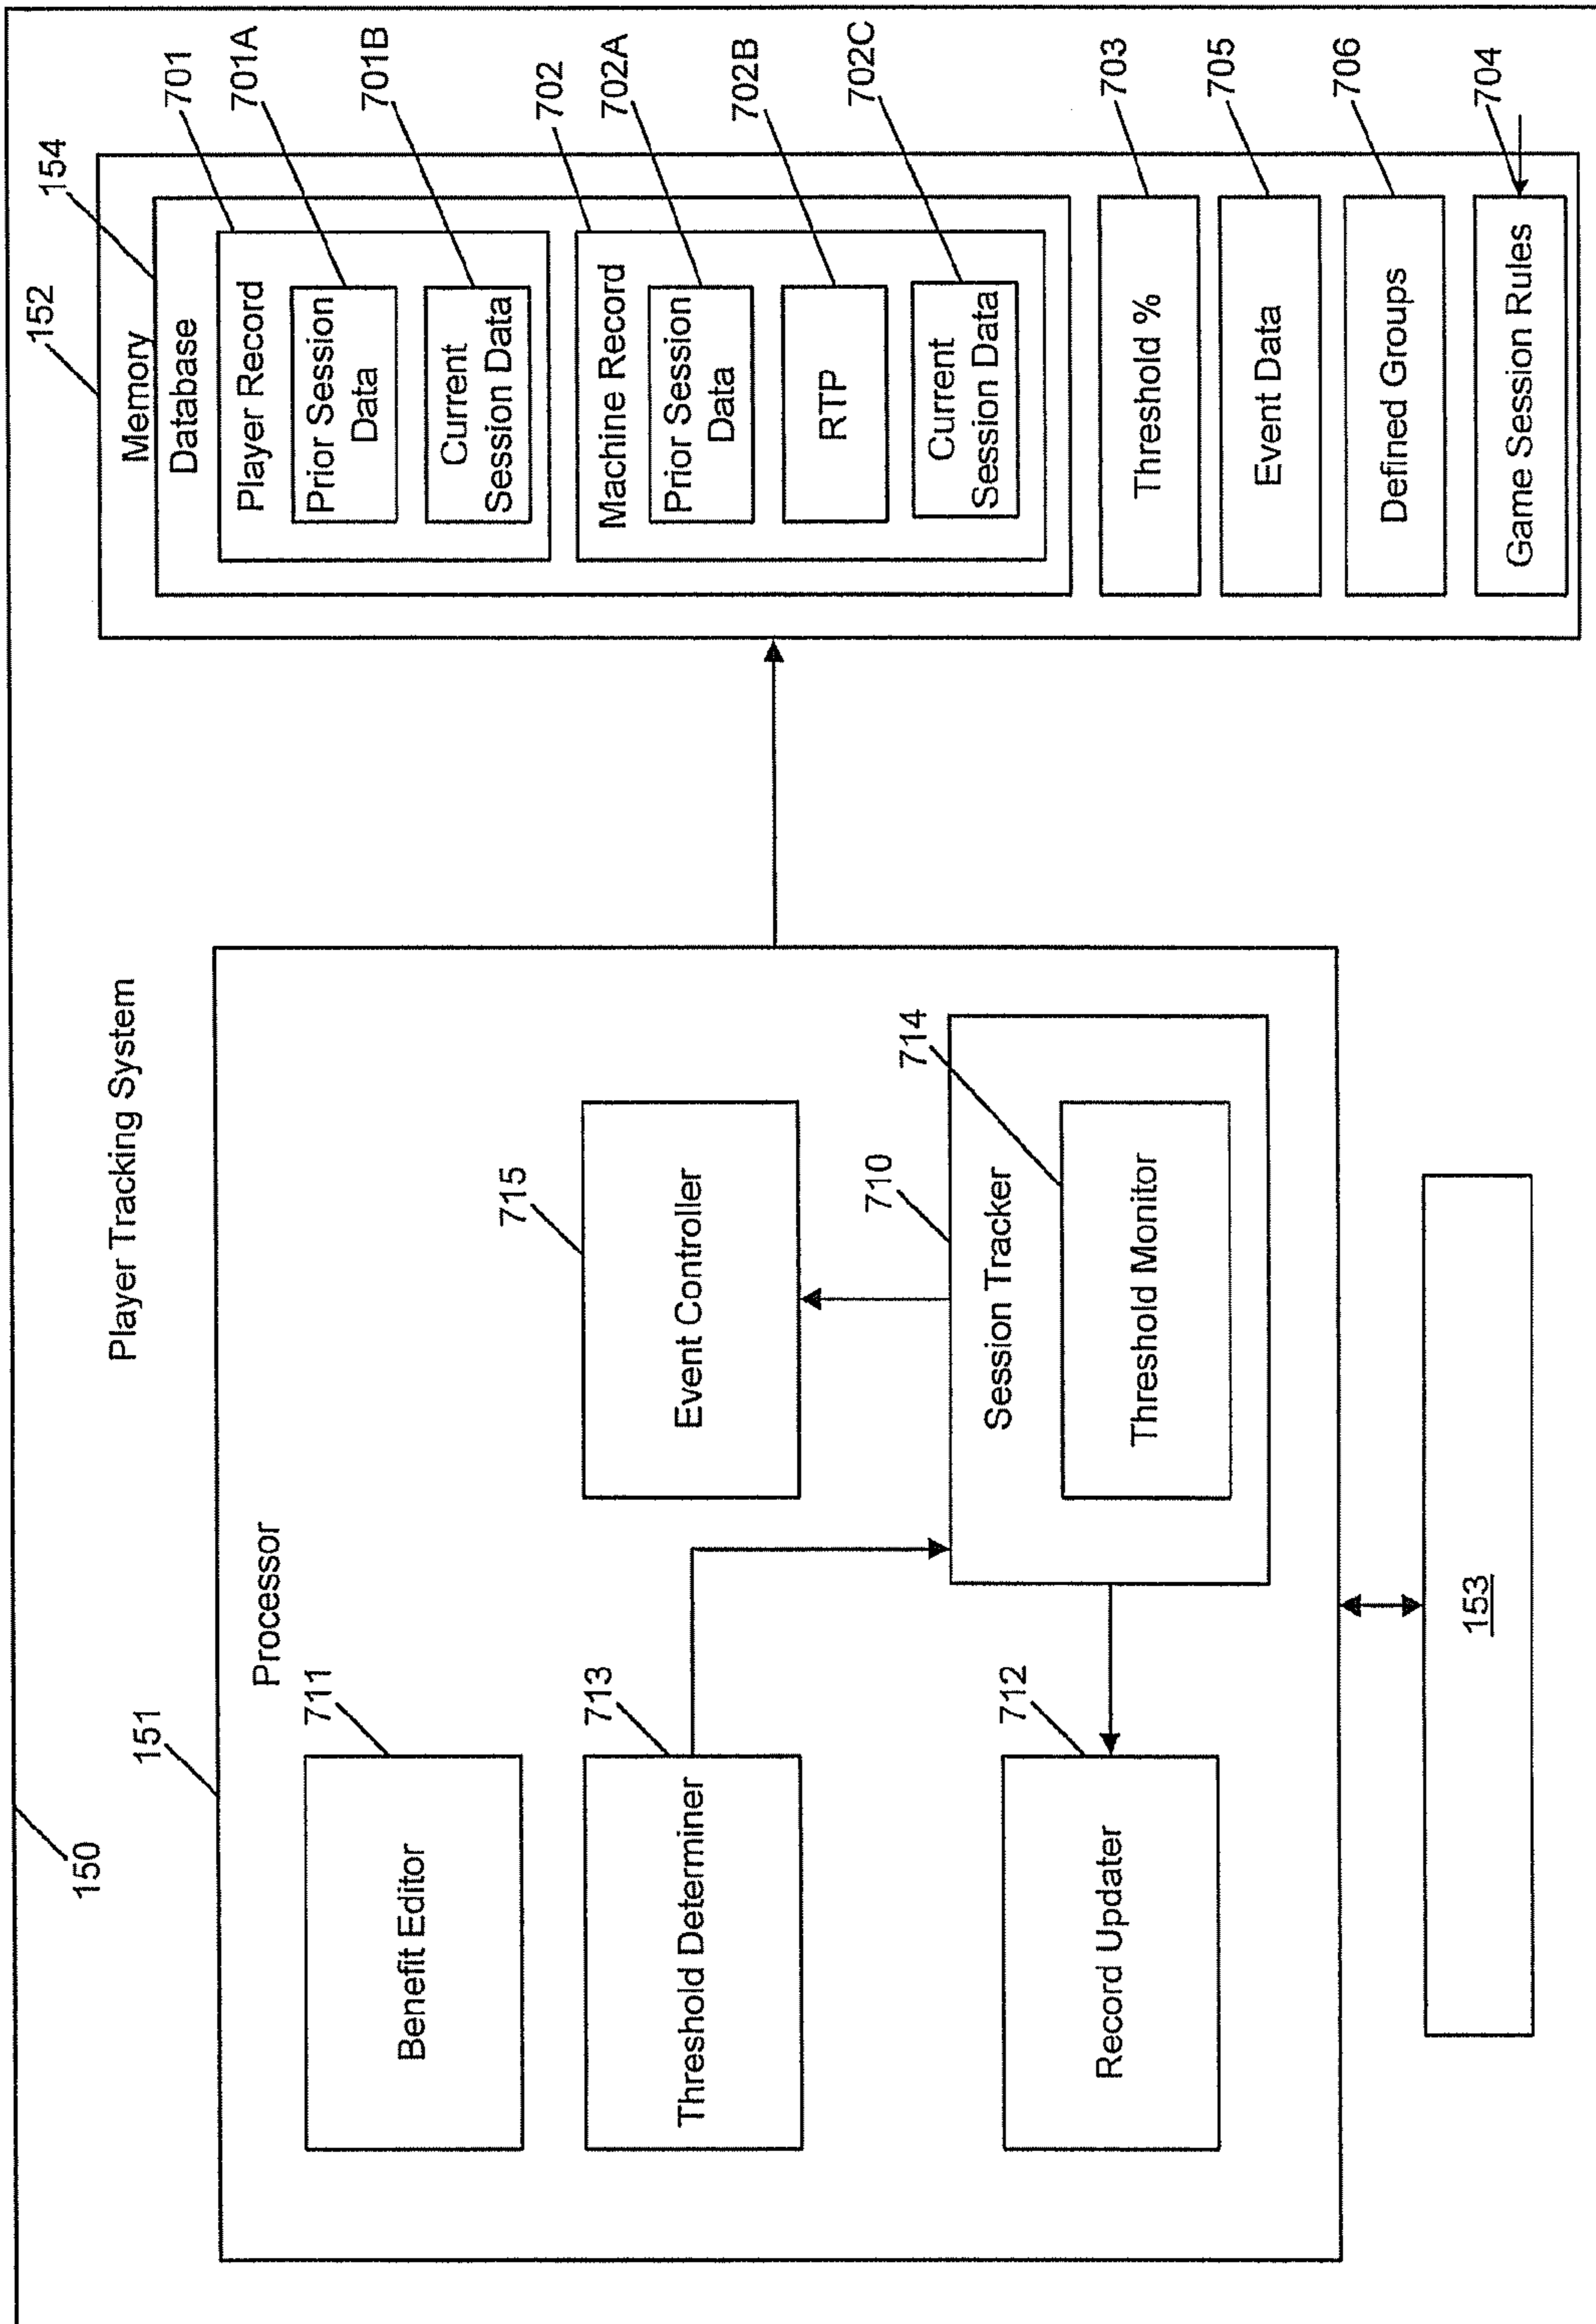 Player Tracking System
150
151
Processor
711
Benefit Editor
713
Threshold Determiner
712
Record Updater
715
Event Controller
710
Session Tracker
714
Threshold Monitor
153
152
Memory
154
Database
701
Player Record
701A
Prior Session
Data
701B
Current
Session Data
702
Machine Record
702A
Prior Session
Data
702B
RTP
702C
Current
Session Data
703
Threshold %
705
Event Data
706
Defined Groups
704
Game Session Rules